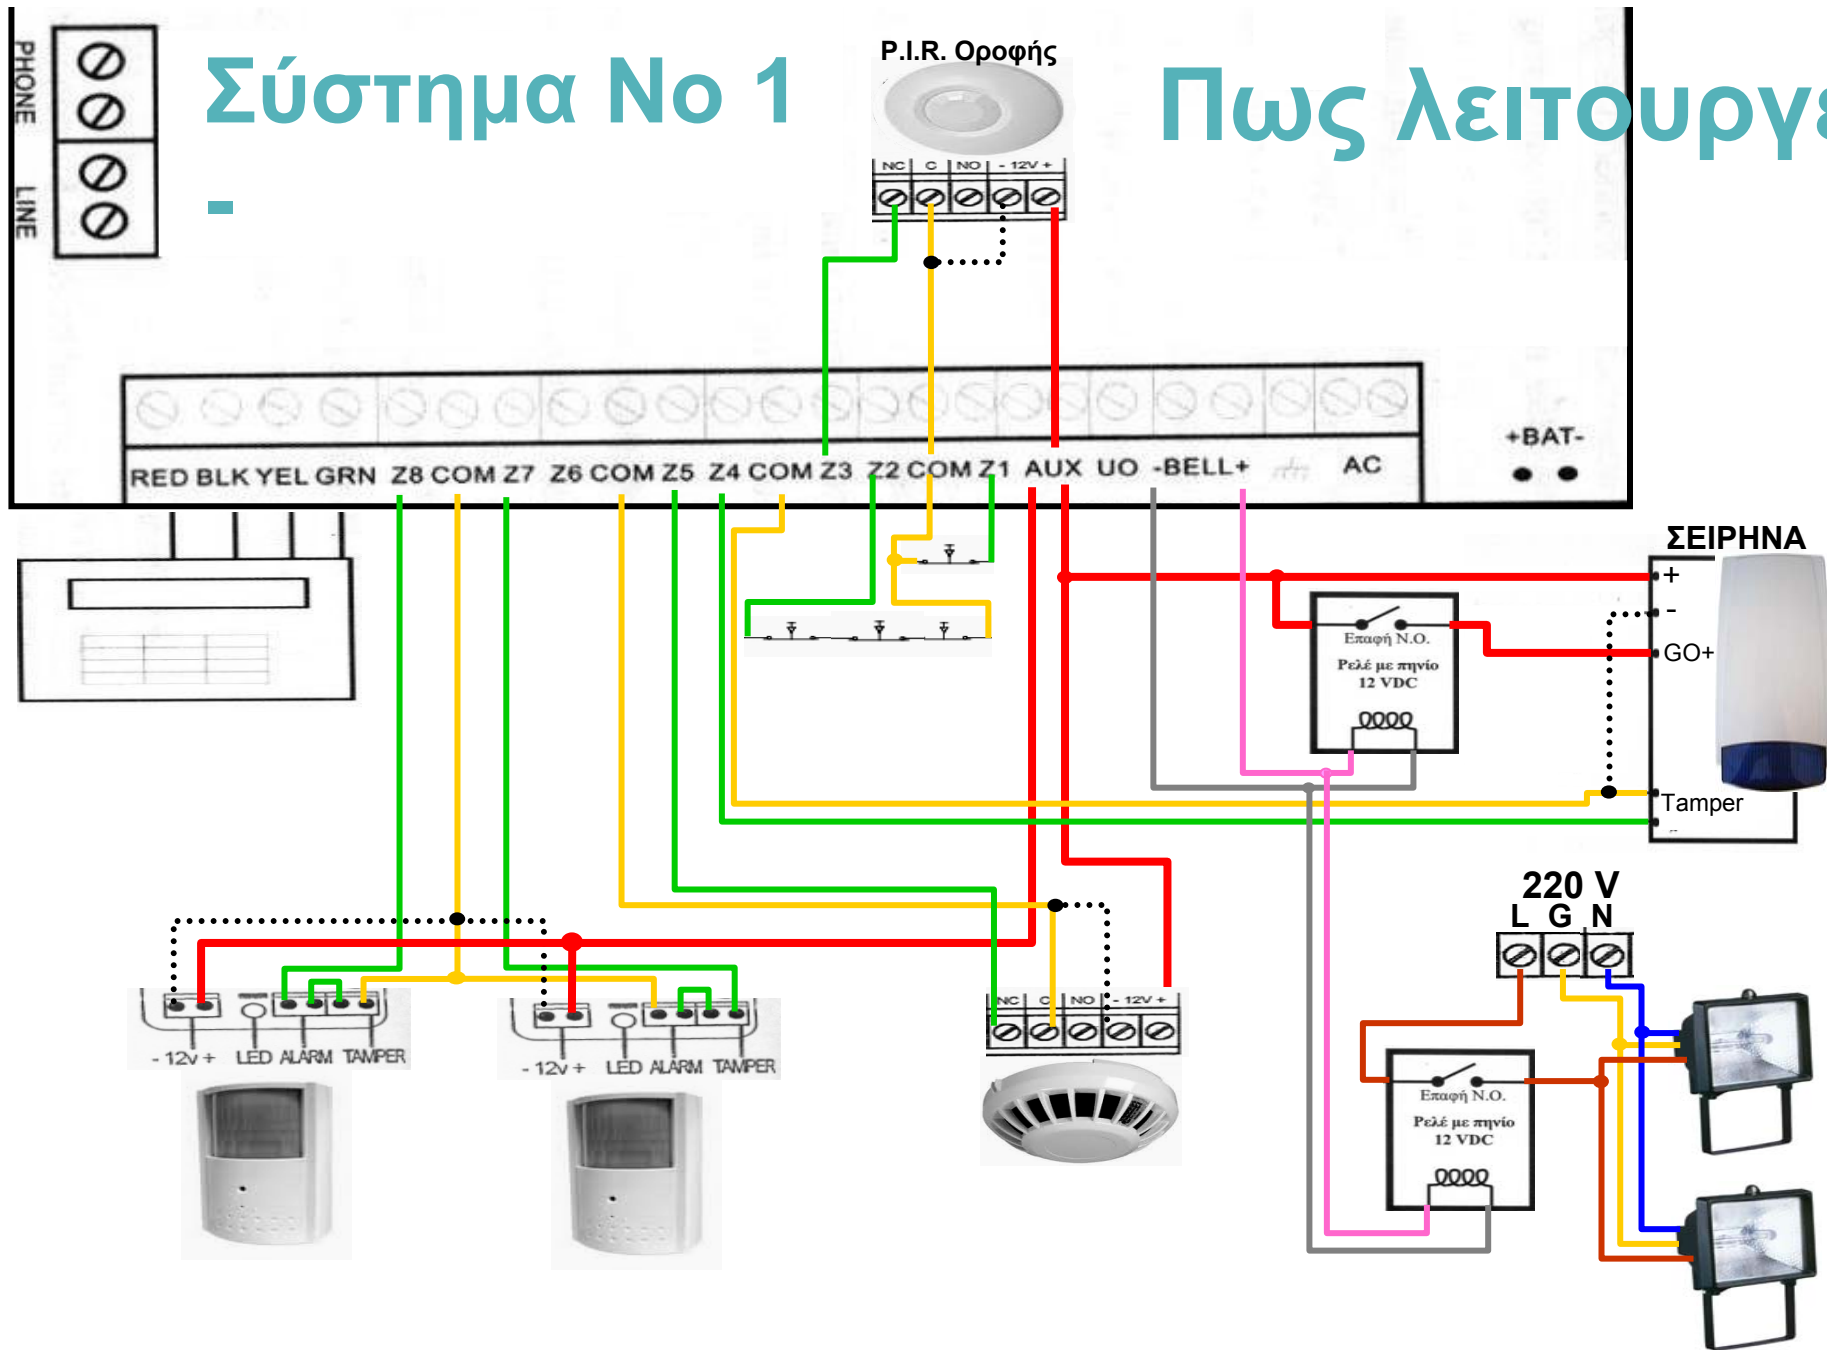 Σύστημα Νο 1
-
Πως λειτουργε
PHONE
LINE
P.I.R. Οροφής
NC C NO - 12V +
+BAT-
RED BLK YEL GRN Z8 COM Z7 Z6 COM Z5 Z4 COM Z3 Z2 COM Z1 AUX UO -BELL+ AC
ΣΕΙΡΗΝΑ
+
-
GO+
Tamper
Επαφή Ν.Ο.
Ρελέ με πηνίο
12 VDC
220 V
L G N
- 12v + LED ALARM TAMPER
- 12v + LED ALARM TAMPER
NC C NO - 12V +
Επαφή Ν.Ο.
Ρελέ με πηνίο
12 VDC